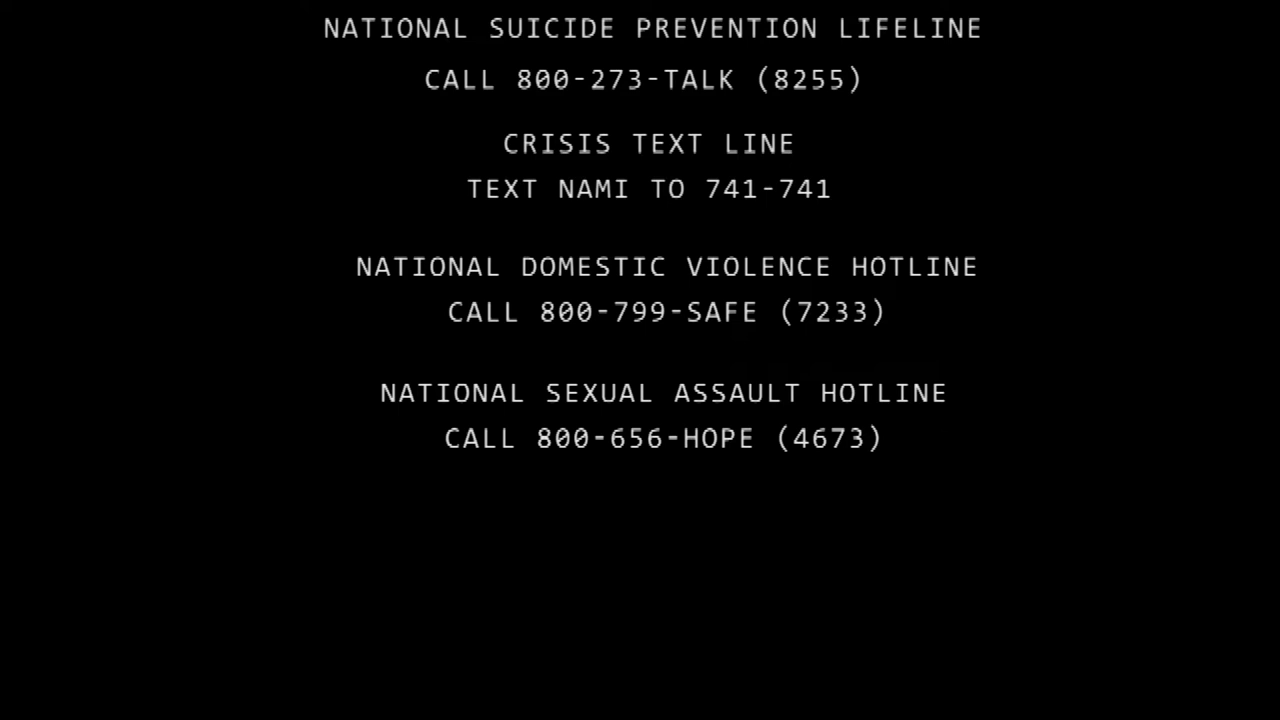 NATIONAL SUICIDE PREVENTION LIFELINE
CALL 800-273-TALK (8255)
CRISIS TEXT LINE
TEXT NAMI TO 741-741
NATIONAL DOMESTIC VIOLENCE HOTLINE
CALL 800-799-SAFE (7233)
NATIONAL SEXUAL ASSAULT HOTLINE
CALL 800-656-HOPE (4673)